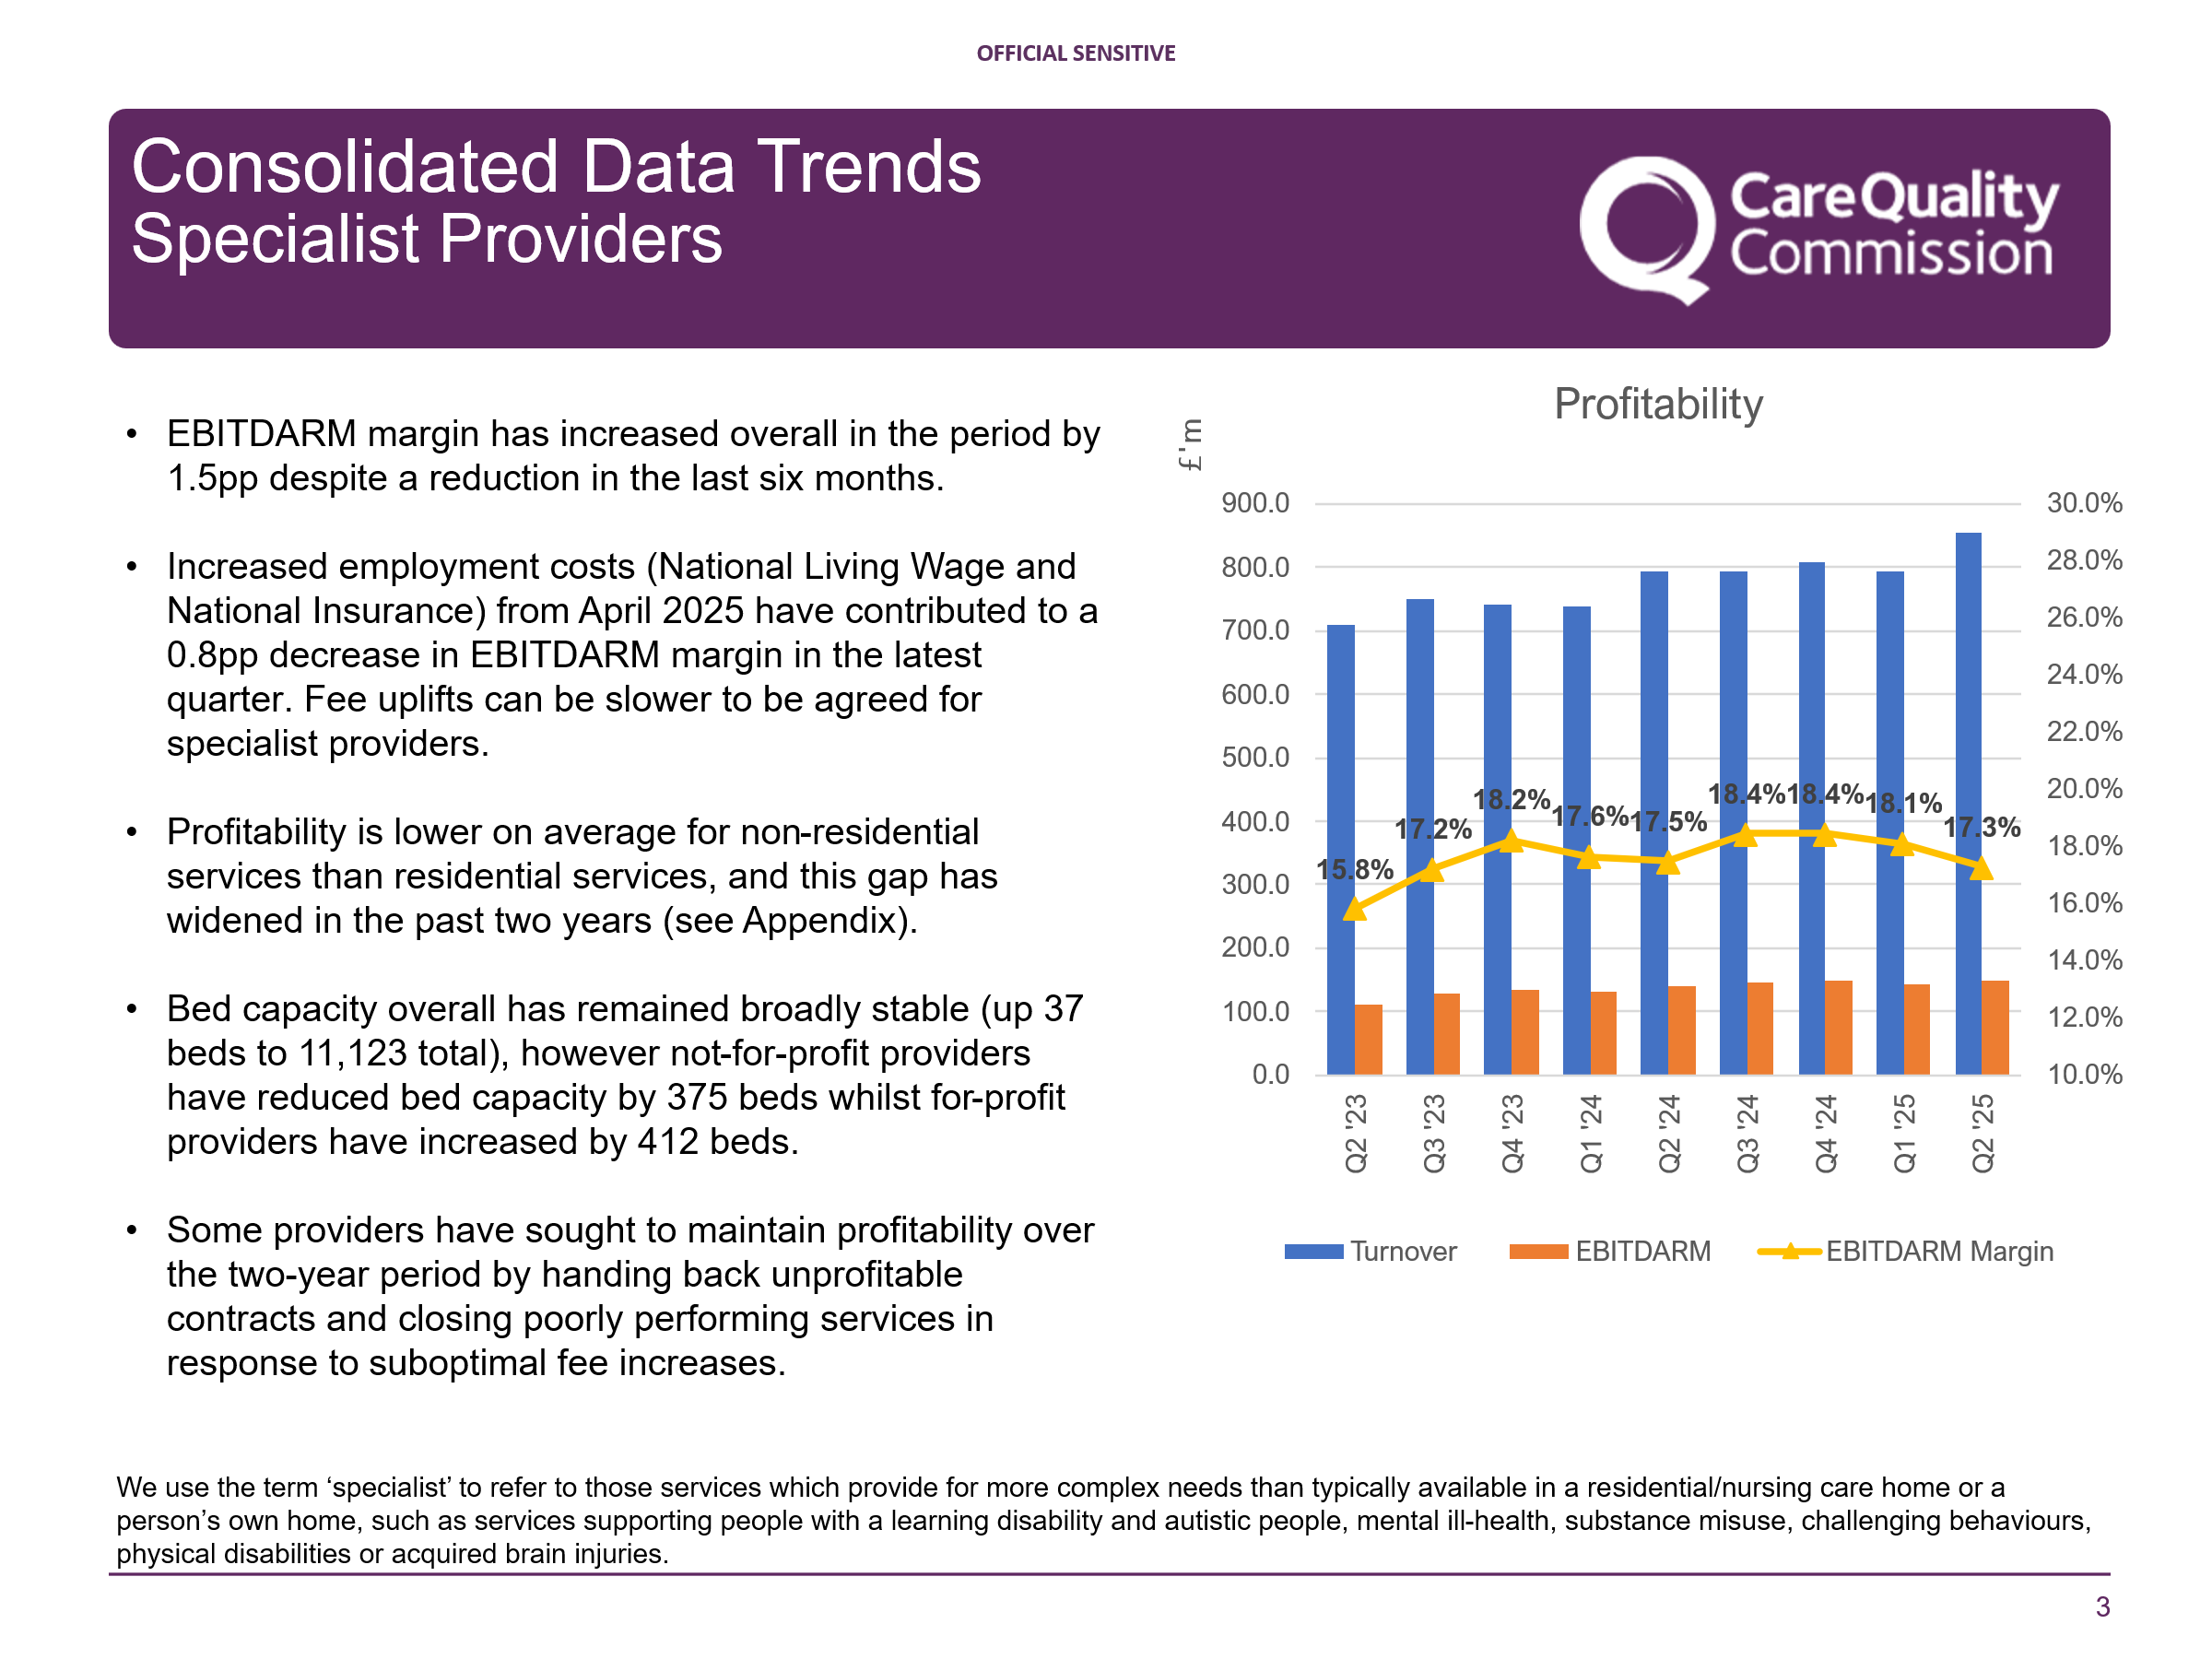 OFFICIAL SENSITIVE
Consolidated Data Trends
Specialist Providers
CareQuality
Commission
• EBITDARM margin has increased overall in the period by
1.5pp despite a reduction in the last six months.
• Increased employment costs (National Living Wage and
National Insurance) from April 2025 have contributed to a
0.8pp decrease in EBITDARM margin in the latest
quarter. Fee uplifts can be slower to be agreed for
specialist providers.
• Profitability is lower on average for non-residential
services than residential services, and this gap has
widened in the past two years (see Appendix).
• Bed capacity overall has remained broadly stable (up 37
beds to 11,123 total), however not-for-profit providers
have reduced bed capacity by 375 beds whilst for-profit
providers have increased by 412 beds.
• Some providers have sought to maintain profitability over
the two-year period by handing back unprofitable
contracts and closing poorly performing services in
response to suboptimal fee increases.
Profitability
£'m
900.0
800.0
700.0
600.0
500.0
400.0
300.0
200.0
100.0
0.0
15.8%
17.2%
18.2%
17.6%
17.5%
18.4%
18.4%
18.1%
17.3%
30.0%
28.0%
26.0%
24.0%
22.0%
20.0%
18.0%
16.0%
14.0%
12.0%
10.0%
Q2 '23
Q3 '23
Q4 '23
Q1 '24
Q2 '24
Q3 '24
Q4 '24
Q1 '25
Q2 '25
Turnover
EBITDARM
EBITDARM Margin
We use the term ‘specialist’ to refer to those services which provide for more complex needs than typically available in a residential/nursing care home or a
person’s own home, such as services supporting people with a learning disability and autistic people, mental ill-health, substance misuse, challenging behaviours,
physical disabilities or acquired brain injuries.
3